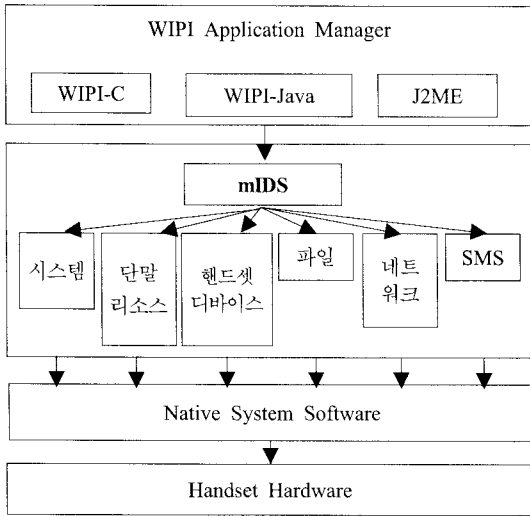 WIPI Application Manager
WIPI-C
WIPI-Java
J2ME
mIDS
시스템
단말
리소스
핸드셋
디바이스
파일
네트
워크
SMS
Native System Software
Handset Hardware